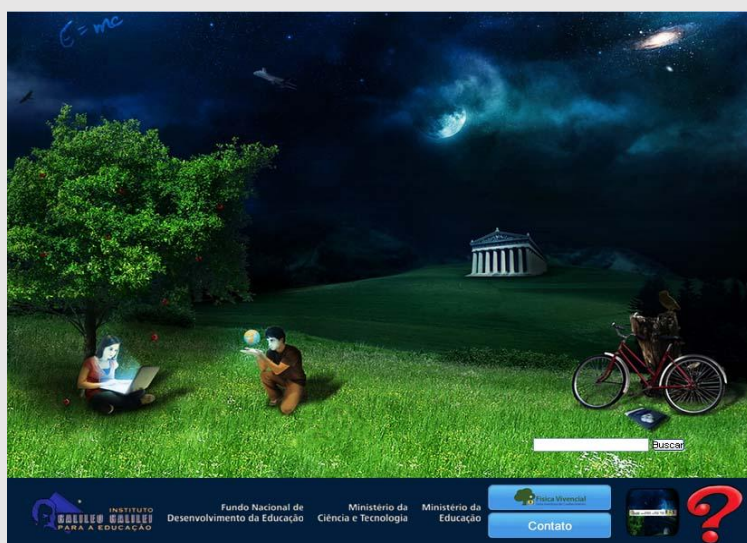 E = mc
Buscar
INSTITUTO
GALILEU GALILEI
PARA A EDUCAÇÃO
Fundo Nacional de
Desenvolvimento da Educação
Ministério da
Ciência e Tecnologia
Ministério da
Educação
Física Vivencial
Contato
?